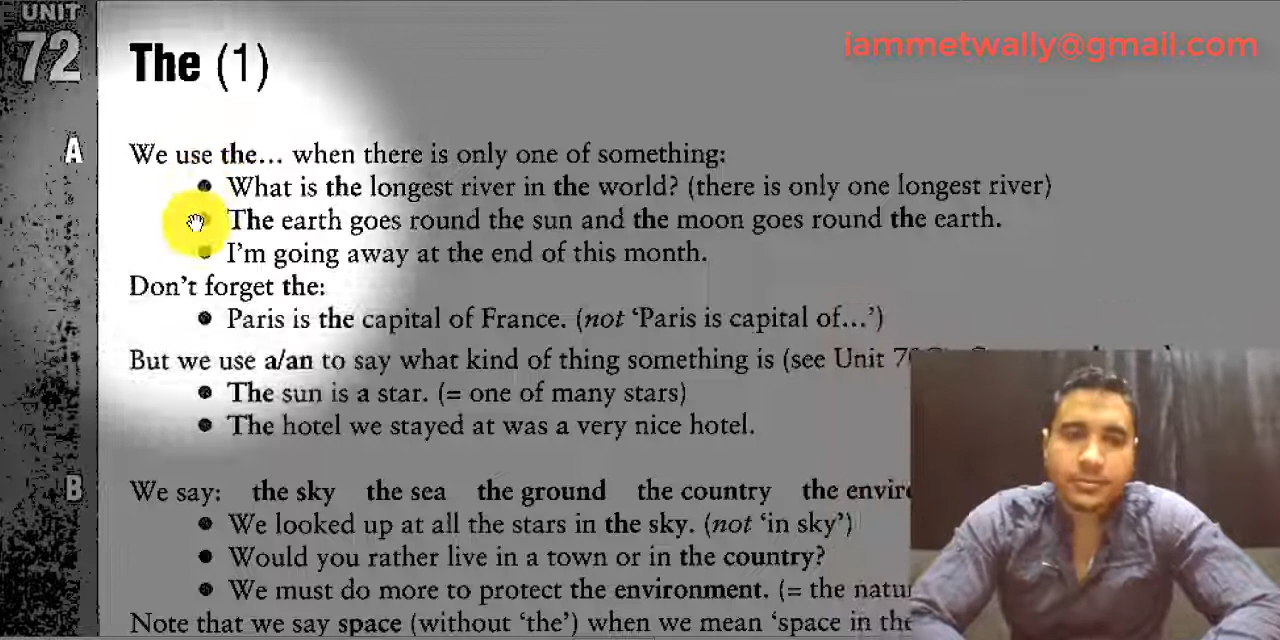 UNIT
72
The (1)
iammetwally@gmail.com
A
We use the... when there is only one of something:
• What is the longest river in the world? (there is only one longest river)
The earth goes round the sun and the moon goes round the earth.
• I'm going away at the end of this month.
Don't forget the:
• Paris is the capital of France. (not 'Paris is capital of...')
But we use a/an to say what kind of thing something is (see Unit
• The sun is a star. (= one of many stars)
• The hotel we stayed at was a very nice hotel.
B
We say: the sky the sea the ground the country the
• We looked up at all the stars in the sky. (not 'in sky')
• Would you rather live in a town or in the country?
• We must do more to protect the environment. (= the
Note that we say space (without 'the') when we mean 'space in the